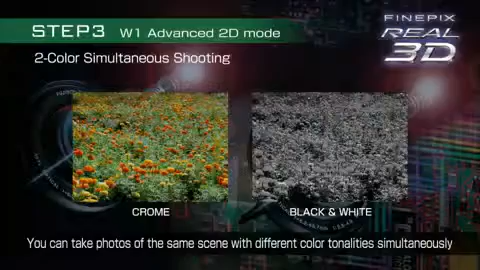 STEP3 W1 Advanced 2D mode
FINEPIX
REAL
3D
2-Color Simultaneous Shooting
CROME
BLACK & WHITE
You can take photos of the same scene with different color tonalities simultaneously